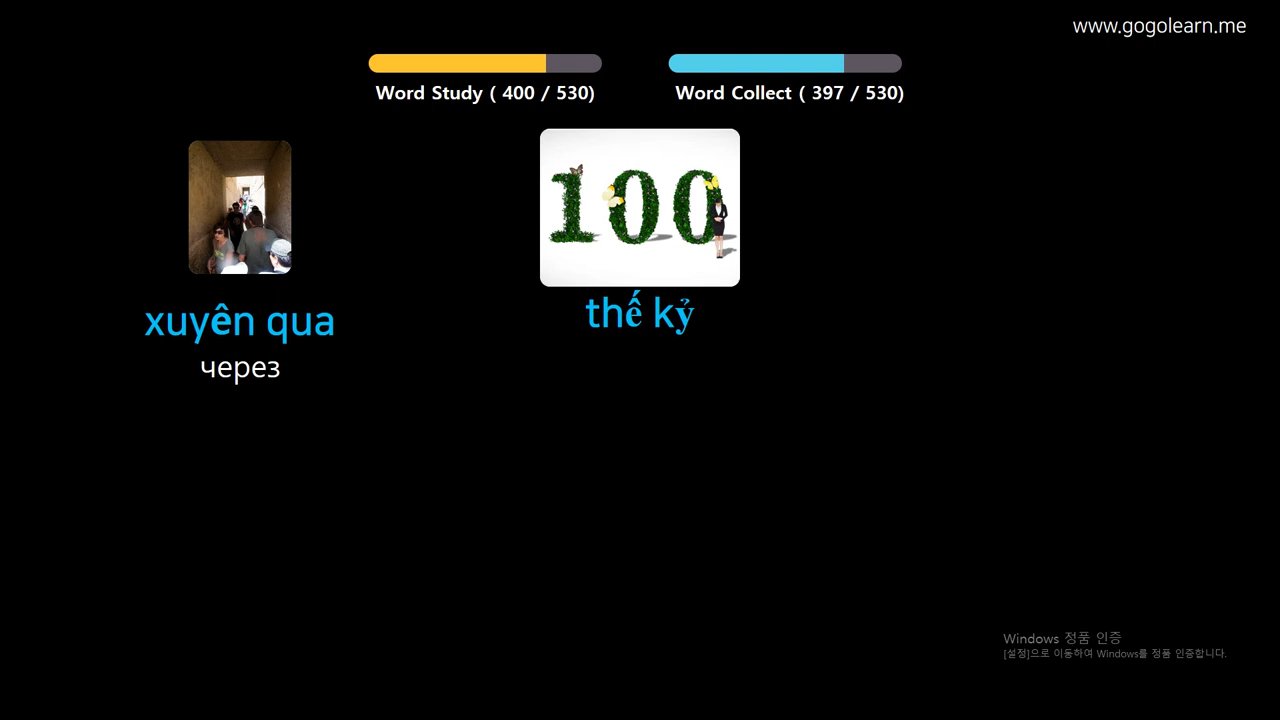 www.gogolearn.me
Word Study ( 400 / 530)
Word Collect ( 397 / 530)
100
xuyên qua
через
thế kỷ
Windows 정품 인증
[설정]으로 이동하여 Windows를 정품 인증합니다.